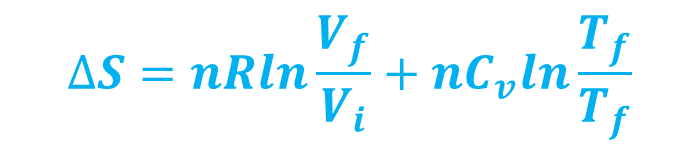 ΔS = nRln V_f/V_i + nC_v ln T_f/T_f